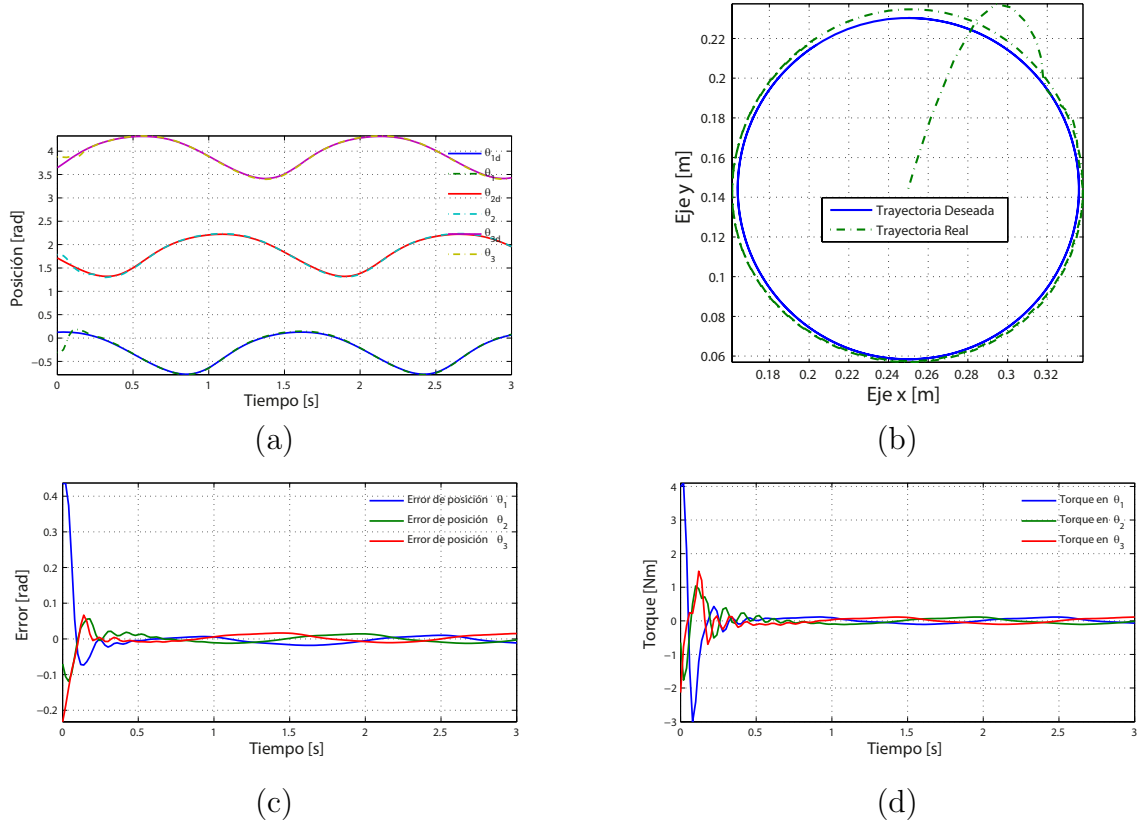 4
3.5
3
2.5
2
1.5
1
0.5
0
−0.5
0
0.5
1
1.5
2
2.5
3
Posición [rad]
Tiempo [s]
θ1d
θ1
θ2d
θ2
θ3d
θ3
(a)
0.22
0.2
0.18
0.16
0.14
0.12
0.1
0.08
0.06
0.18
0.2
0.22
0.24
0.26
0.28
0.3
0.32
Eje y [m]
Eje x [m]
Trayectoria Deseada
Trayectoria Real
(b)
0.4
0.3
0.2
0.1
0
−0.1
−0.2
0
0.5
1
1.5
2
2.5
3
Error [rad]
Tiempo [s]
Error de posición θ1
Error de posición θ2
Error de posición θ3
(c)
4
3
2
1
0
−1
−2
−3
0
0.5
1
1.5
2
2.5
3
Torque [Nm]
Tiempo [s]
Torque en θ1
Torque en θ2
Torque en θ3
(d)